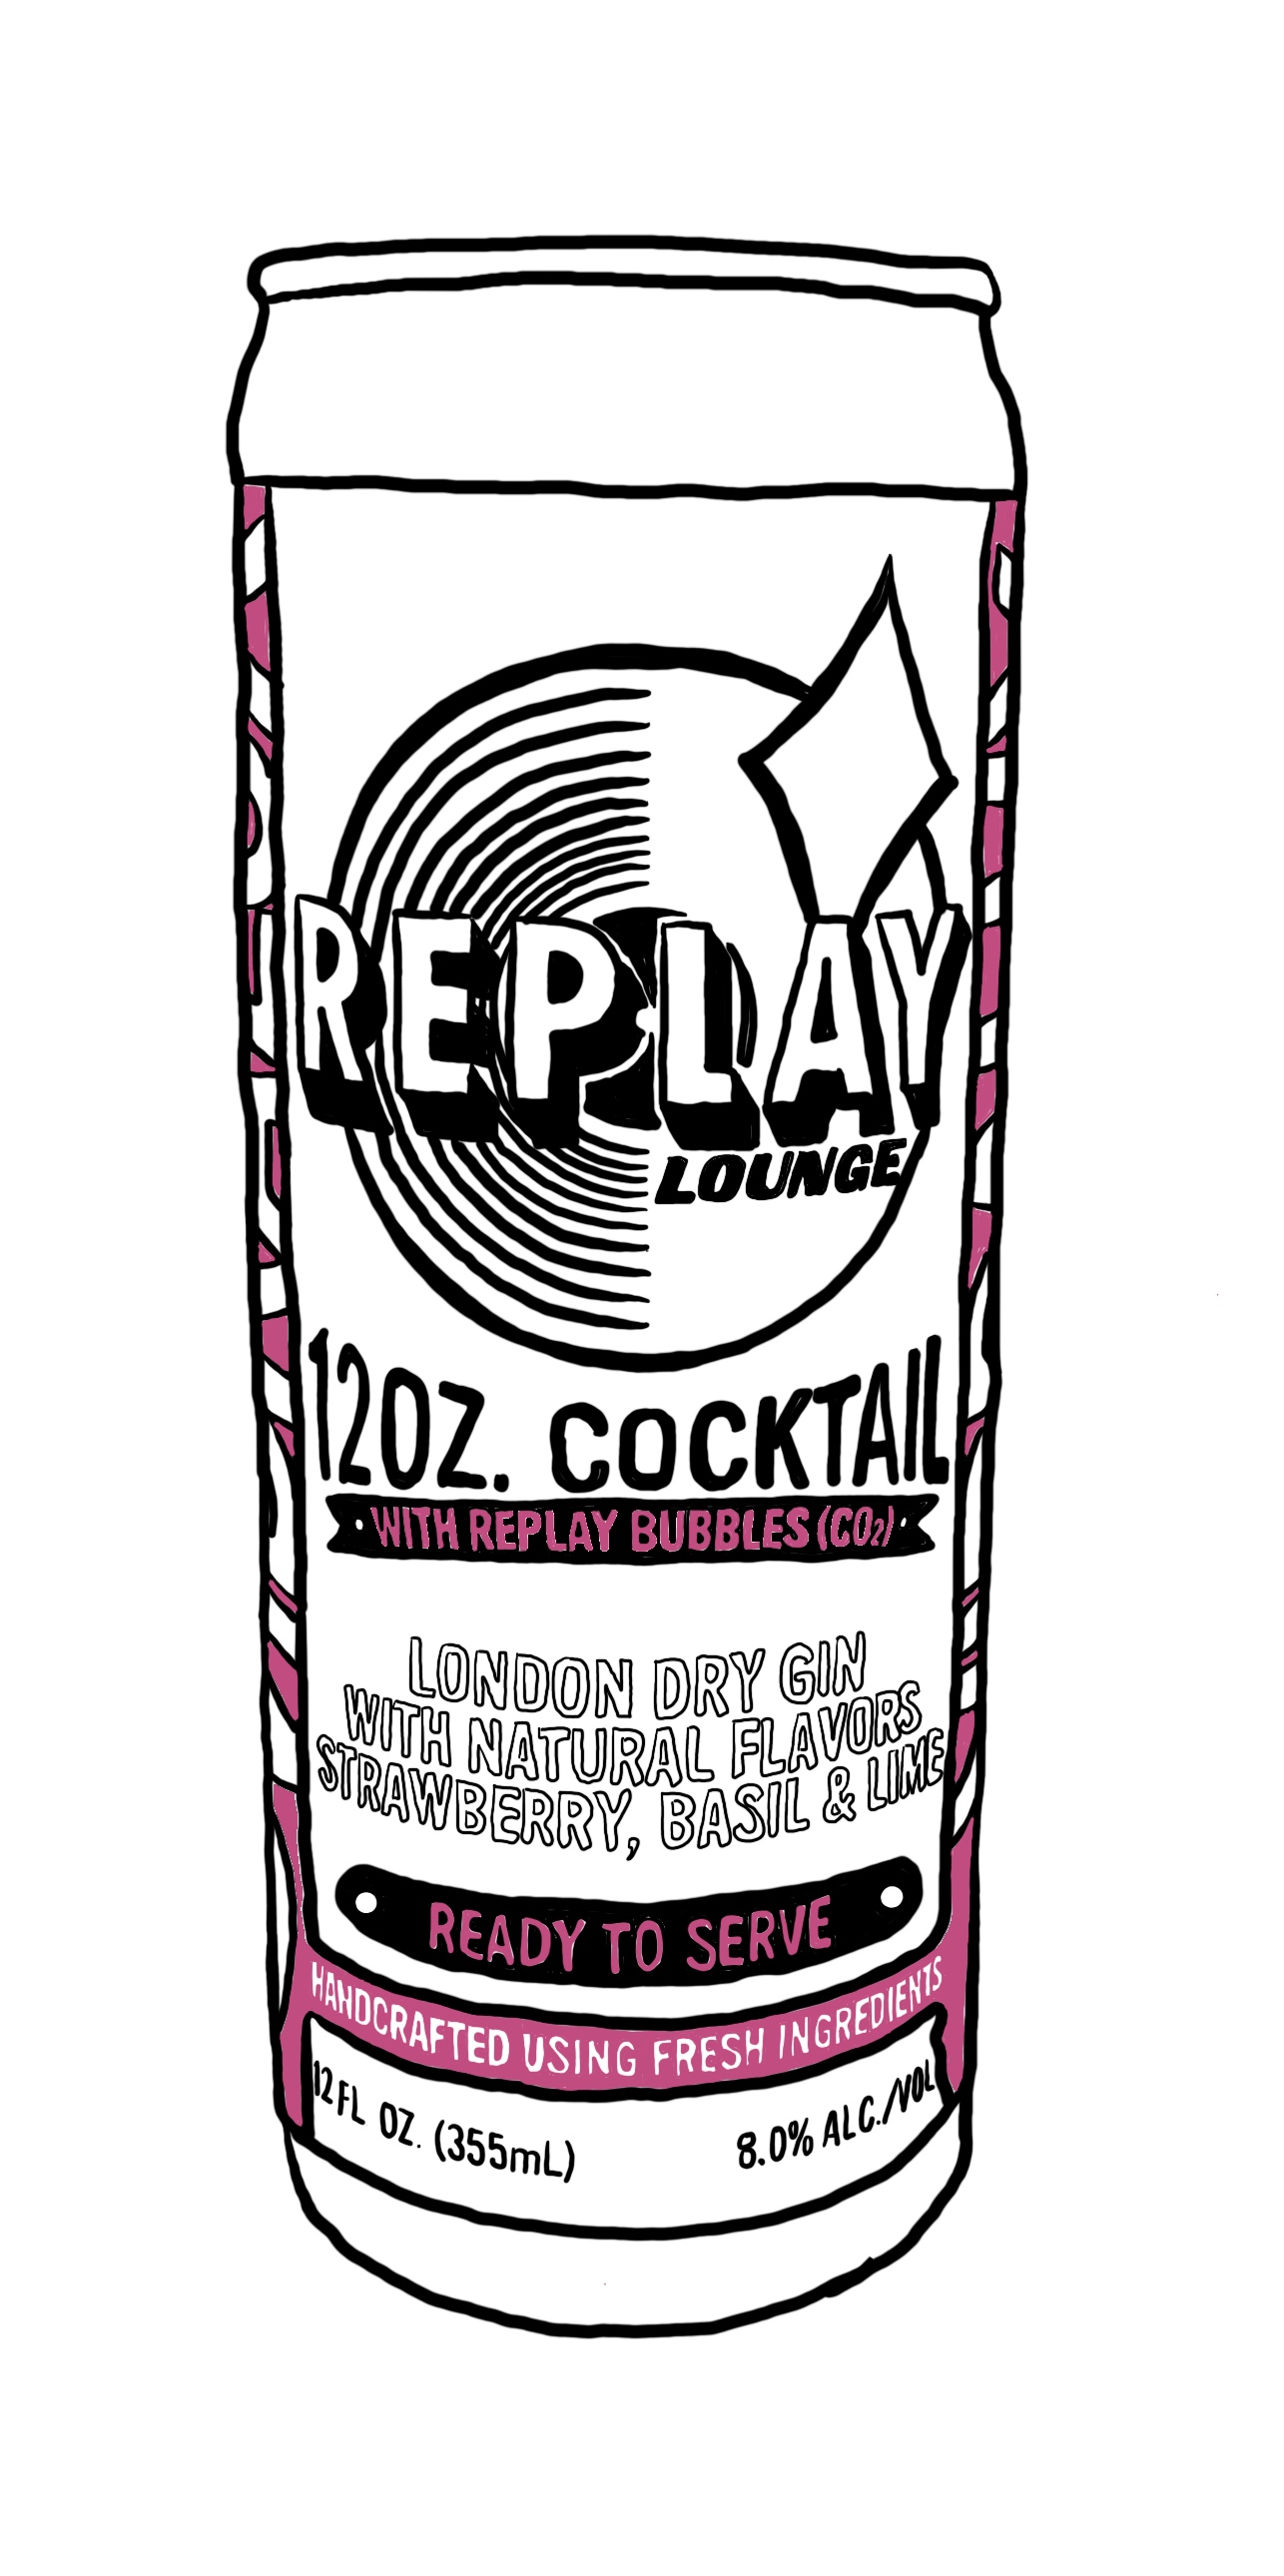 REPLAY
LOUNGE
12OZ. COCKTAIL
WITH REPLAY BUBBLES (CO₂)
LONDON DRY GIN
WITH NATURAL FLAVORS
STRAWBERRY, BASIL & LIME
READY TO SERVE
HANDCRAFTED USING FRESH INGREDIENTS
12 FL OZ. (355mL)
8.0% ALC./VOL